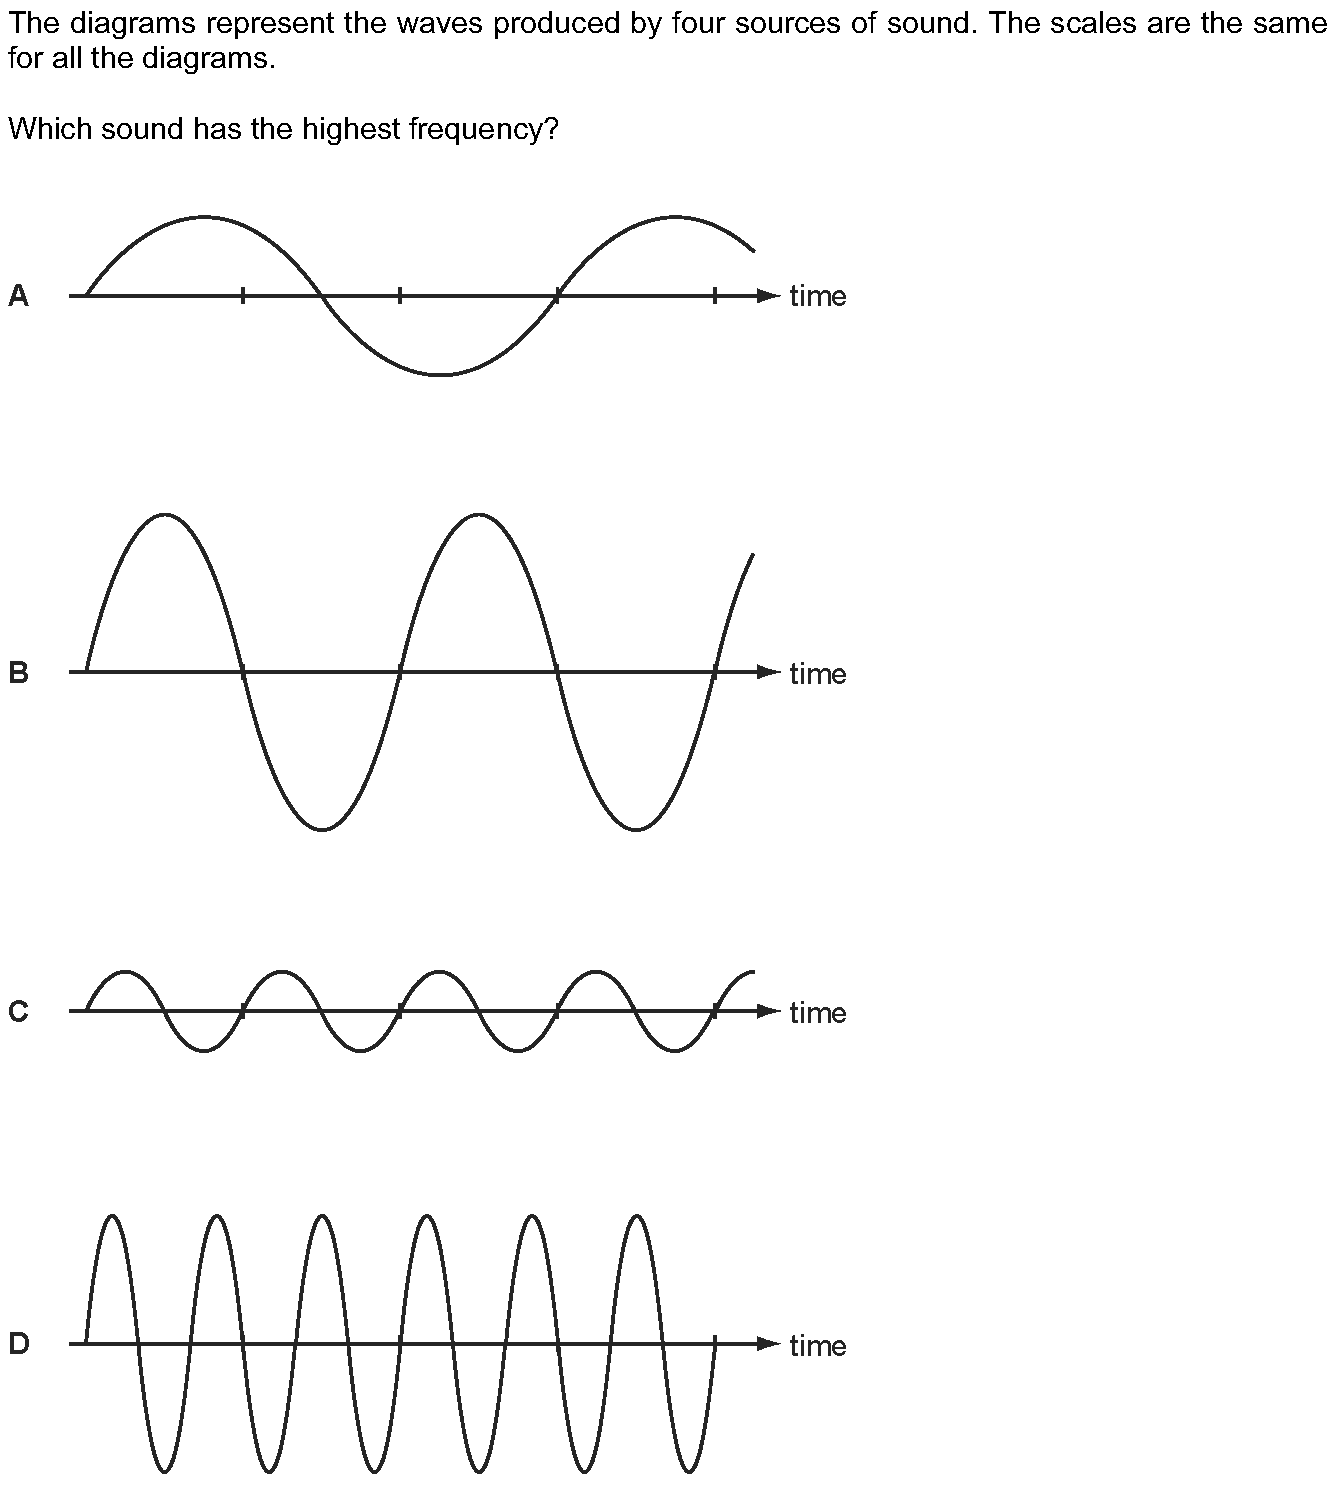 The diagrams represent the waves produced by four sources of sound. The scales are the same
for all the diagrams.
Which sound has the highest frequency?
A time
B time
C time
D time